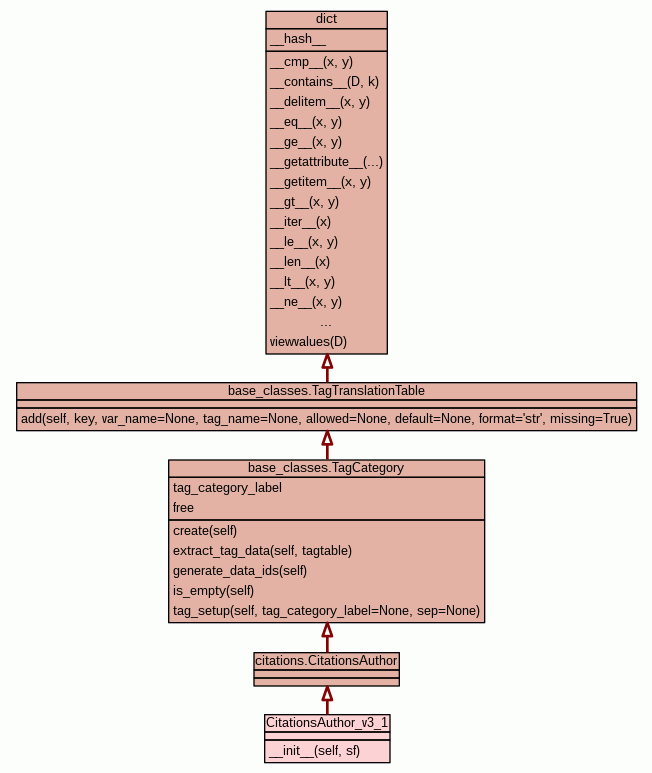 dict
__hash__
__cmp__(x, y)
__contains__(D, k)
__delitem__(x, y)
__eq__(x, y)
__ge__(x, y)
__getattribute__(...)
__getitem__(x, y)
__gt__(x, y)
__iter__(x)
__le__(x, y)
__len__(x)
__lt__(x, y)
__ne__(x, y)
...
viewvalues(D)
base_classes.TagTranslationTable
add(self, key, var_name=None, tag_name=None, allowed=None, default=None, format='str', missing=True)
base_classes.TagCategory
tag_category_label
free
create(self)
extract_tag_data(self, tagtable)
generate_data_ids(self)
is_empty(self)
tag_setup(self, tag_category_label=None, sep=None)
citations.CitationsAuthor
CitationsAuthor_v3_1
__init__(self, sf)